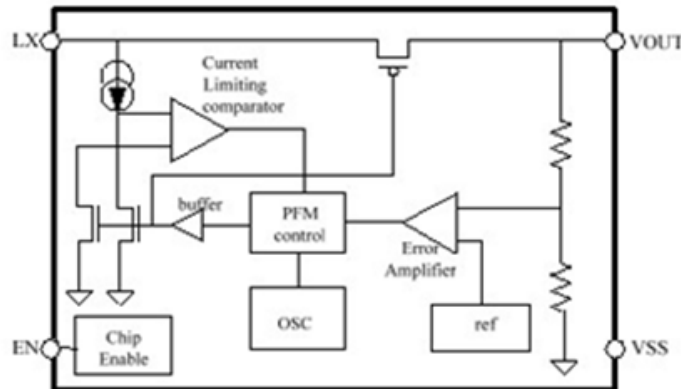 LX
VOUT
Current
Limiting
comparator
buffer
PFM
control
Error
Amplifier
OSC
ref
EN
Chip
Enable
VSS